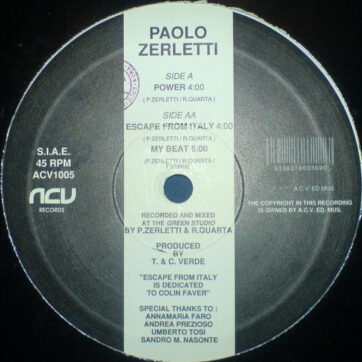 PAOLO
ZERLETTI
SIDE A
POWER 4:00
( P.ZERLETTI / R.QUARTA )
SIDE AA
ESCAPE FROM ITALY 4:00
( P.ZERLETTI / R.QUARTA )
MY BEAT 5:00
(P.ZERLETTI / R.QUARTA /
T.VARGE)
S.I.A.E.
45 RPM
ACV1005
ACV
RECORDS
A.C.V. ED. MUS.
THE COPYRIGHT IN THIS RECORDING
IS OWNED BY A.C.V. ED. MUS.
RECORDED AND MIXED
AT THE GREEN STUDIO
BY P.ZERLETTI & R.QUARTA
PRODUCED
BY
T. & C. VERDE
"ESCAPE FROM ITALY
IS DEDICATED
TO COLIN FAVER"
SPECIAL THANKS TO :
ANNAMARIA FARO
ANDREA PREZIOSO
UMBERTO TOSI
SANDRO M. NASONTE